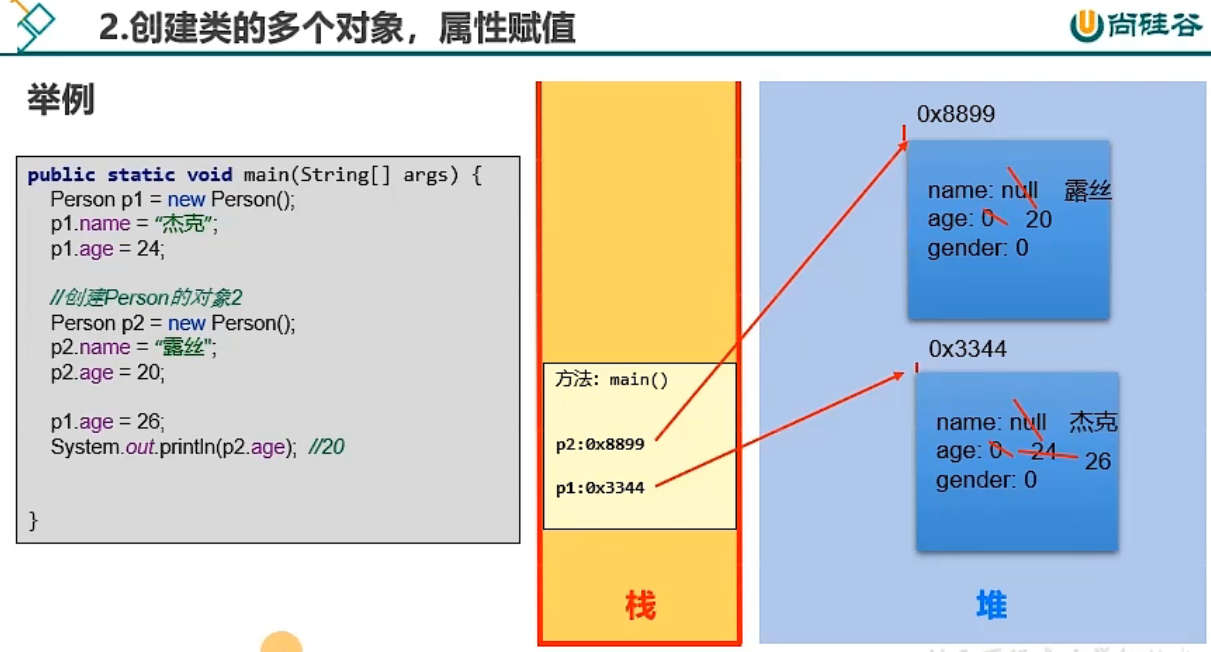 2.创建类的多个对象，属性赋值
尚硅谷
举例
public static void main(String[] args) {
Person p1 = new Person();
p1.name = “杰克”;
p1.age = 24;
//创建Person的对象2
Person p2 = new Person();
p2.name = “露丝";
p2.age = 20;
p1.age = 26;
System.out.println(p2.age); //20
}
方法：main()
p2:0x8899
p1:0x3344
栈
0x8899
name: null 露丝
age: 0 20
gender: 0
0x3344
name: null 杰克
age: 0 24 26
gender: 0
堆